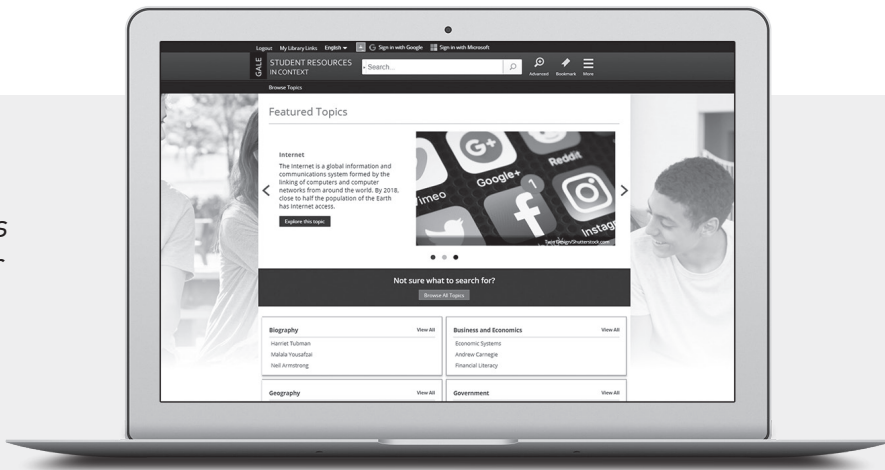 Logout My Library Links English Sign in with Google Sign in with Microsoft
GALE
STUDENT RESOURCES
IN CONTEXT
Search...
Advanced Bookmark More
Browse Topics
Featured Topics
Internet
The Internet is a global information and
communications system formed by the
linking of computers and computer
networks from around the world. By 2018,
close to half the population of the Earth
has Internet access.
Explore this topic
G+
Reddit
Google+
1
Vimeo
Instag
/Shutterstock.com
Not sure what to search for?
Browse All Topics
Biography View All
Harriet Tubman
Malala Yousafzai
Neil Armstrong
Business and Economics View All
Economic Systems
Andrew Carnegie
Financial Literacy
Geography View All
Government View All